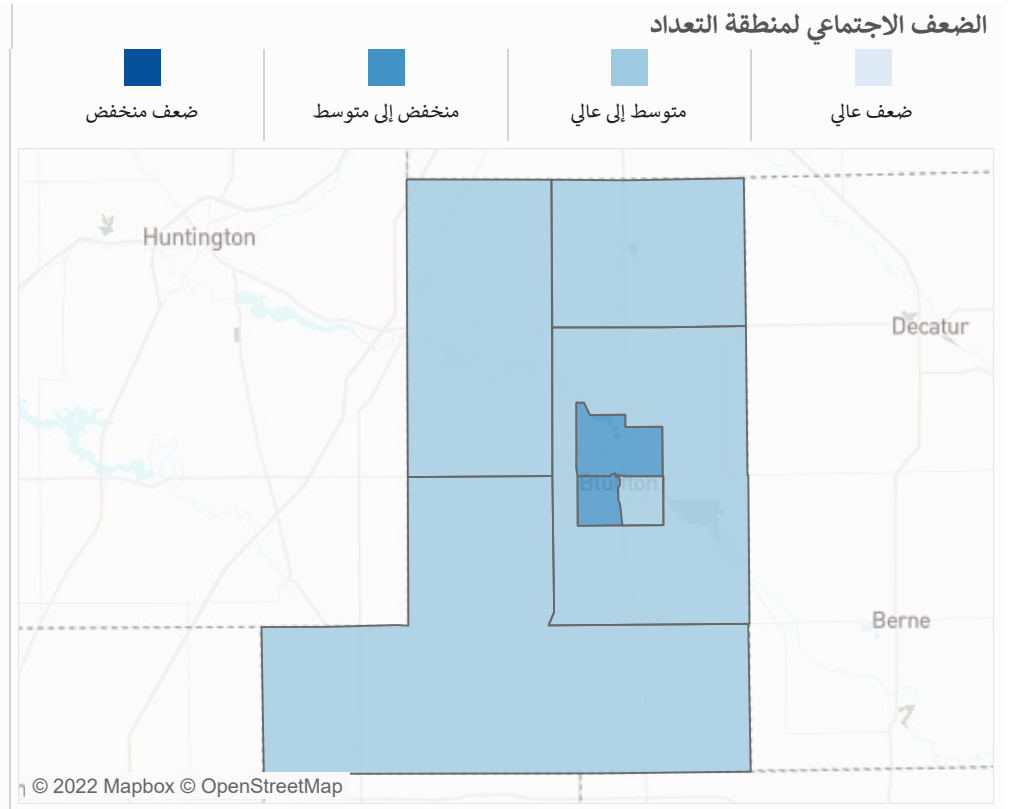 الضعف الاجتماعي لمنطقة التعداد
ضعف عالي
متوسط إلى عالي
منخفض إلى متوسط
ضعف منخفض
Huntington
Decatur
Bluffton
Berne
© 2022 Mapbox © OpenStreetMap